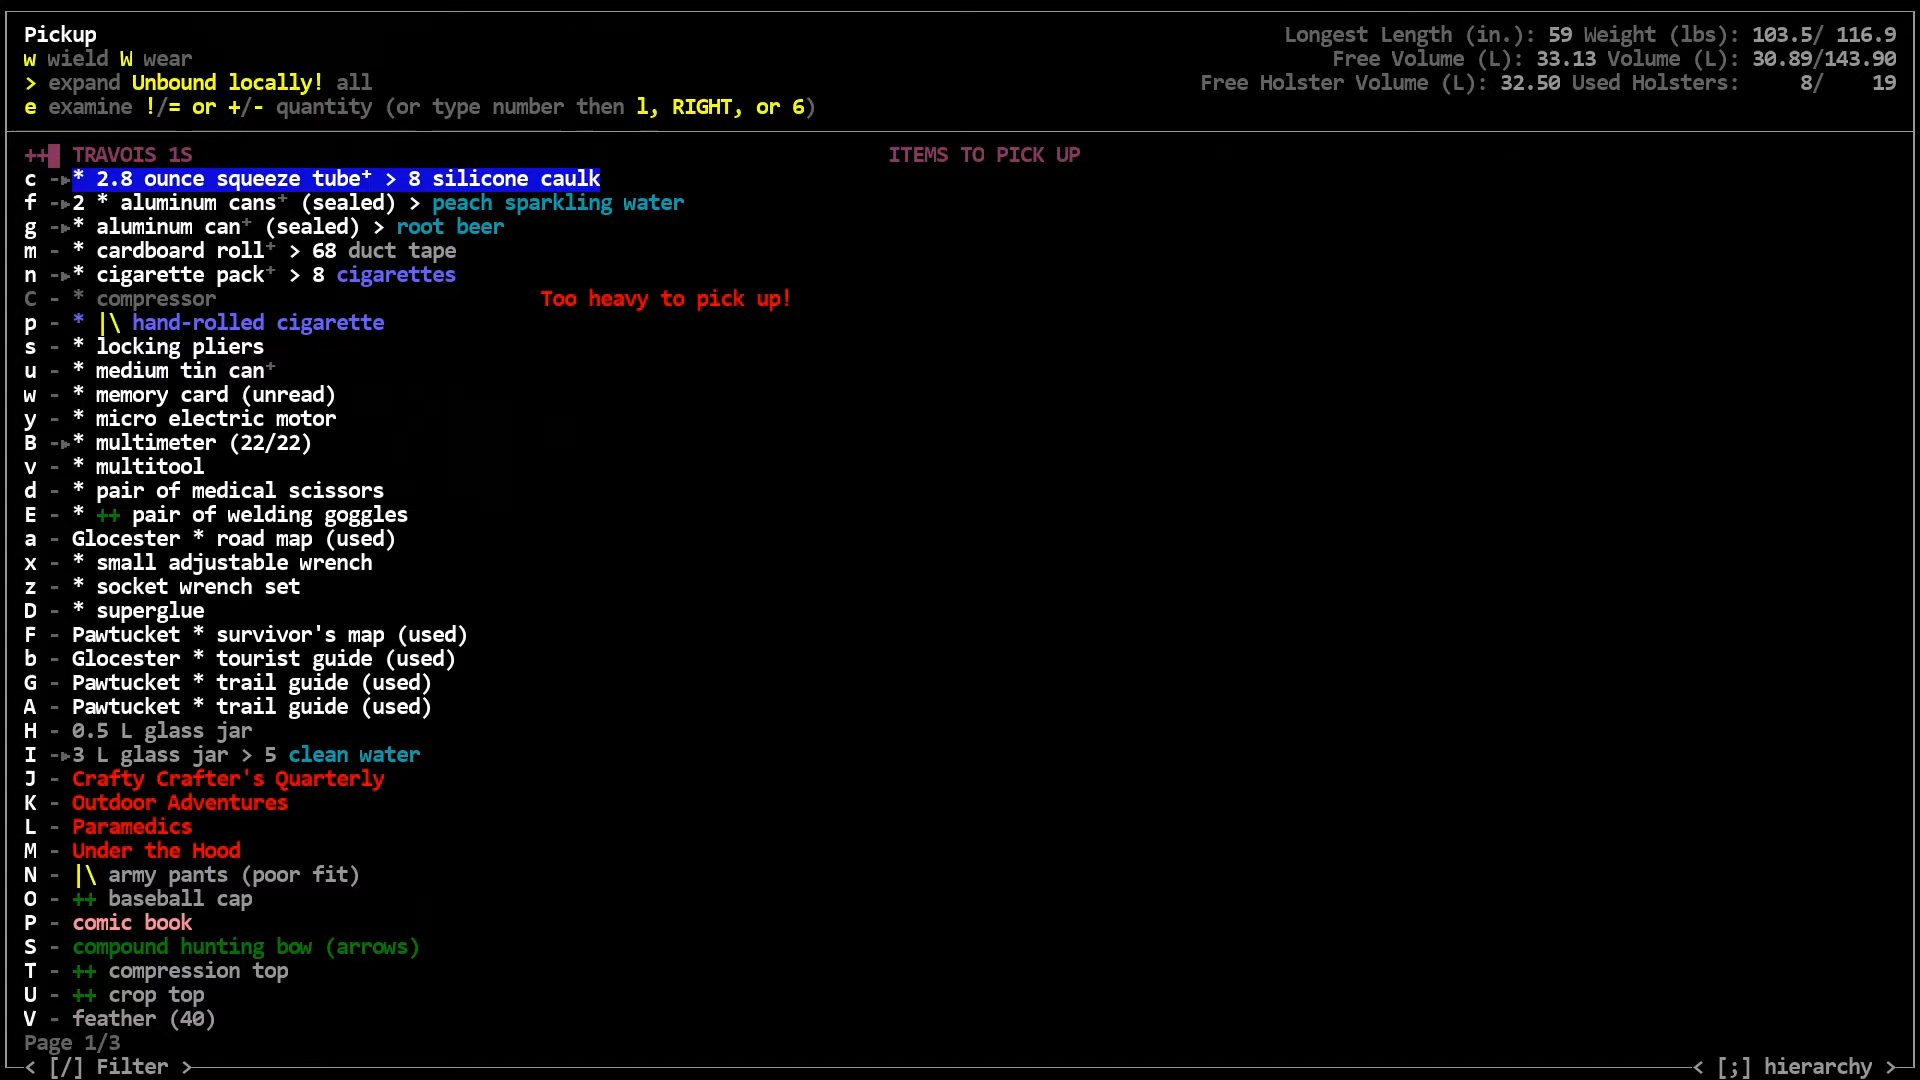 Pickup
Longest Length (in.): 59 Weight (lbs): 103.5/ 116.9
w wield W wear
Free Volume (L): 33.13 Volume (L): 30.89/143.90
> expand Unbound locally! all
Free Holster Volume (L): 32.50 Used Holsters: 8/ 19
e examine !/= or +/- quantity (or type number then l, RIGHT, or 6)
++ TRAVOIS 1S
ITEMS TO PICK UP
c -▸* 2.8 ounce squeeze tube⁺ > 8 silicone caulk
f -▸2 * aluminum cans⁺ (sealed) > peach sparkling water
g -▸* aluminum can⁺ (sealed) > root beer
m - * cardboard roll⁺ > 68 duct tape
n -▸* cigarette pack⁺ > 8 cigarettes
C - * compressor Too heavy to pick up!
p - * |\ hand-rolled cigarette
s - * locking pliers
u - * medium tin can⁺
w - * memory card (unread)
y - * micro electric motor
B -▸* multimeter (22/22)
v - * multitool
d - * pair of medical scissors
E - * ++ pair of welding goggles
a - Glocester * road map (used)
x - * small adjustable wrench
z - * socket wrench set
D - * superglue
F - Pawtucket * survivor's map (used)
b - Glocester * tourist guide (used)
G - Pawtucket * trail guide (used)
A - Pawtucket * trail guide (used)
H - 0.5 L glass jar
I -▸3 L glass jar > 5 clean water
J - Crafty Crafter's Quarterly
K - Outdoor Adventures
L - Paramedics
M - Under the Hood
N - |\ army pants (poor fit)
O - ++ baseball cap
P - comic book
S - compound hunting bow (arrows)
T - ++ compression top
U - ++ crop top
V - feather (40)
Page 1/3
< [/] Filter >
< [;] hierarchy >